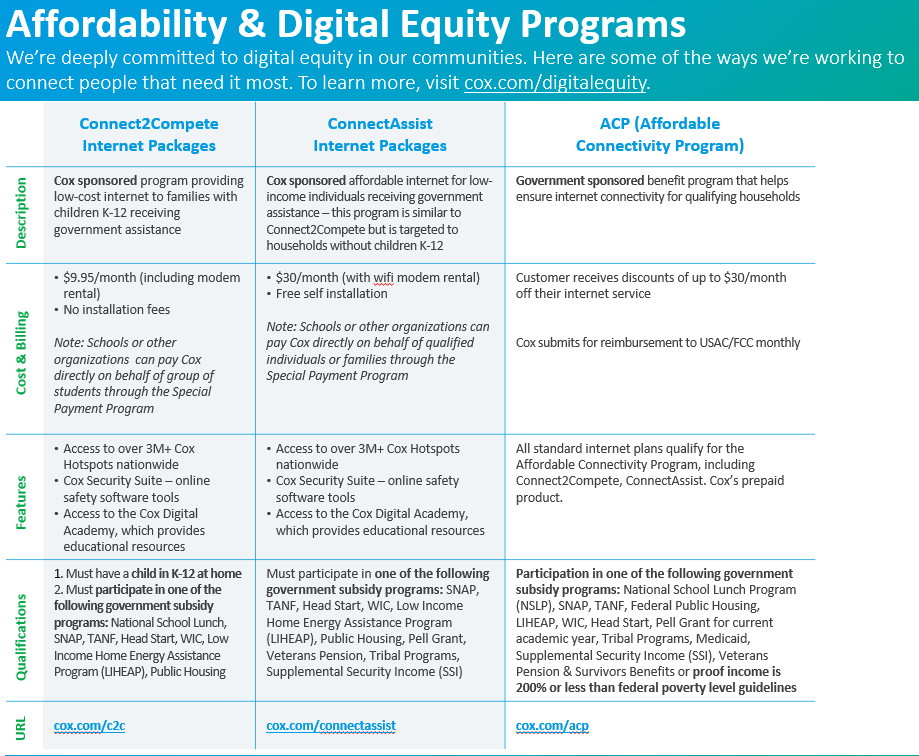 Affordability & Digital Equity Programs
We’re deeply committed to digital equity in our communities. Here are some of the ways we’re working to
connect people that need it most. To learn more, visit cox.com/digitalequity.
Connect2Compete
Internet Packages
ConnectAssist
Internet Packages
ACP (Affordable
Connectivity Program)
Description
Cox sponsored program providing
low-cost internet to families with
children K-12 receiving
government assistance
Cox sponsored affordable internet for low-
income individuals receiving government
assistance – this program is similar to
Connect2Compete but is targeted to
households without children K-12
Government sponsored benefit program that helps
ensure internet connectivity for qualifying households
Cost & Billing
• $9.95/month (including modem
rental)
• No installation fees
Note: Schools or other
organizations can pay Cox
directly on behalf of group of
students through the Special
Payment Program
• $30/month (with wifi modem rental)
• Free self installation
Note: Schools or other organizations can
pay Cox directly on behalf of qualified
individuals or families through the
Special Payment Program
Customer receives discounts of up to $30/month
off their internet service
Cox submits for reimbursement to USAC/FCC monthly
Features
• Access to over 3M+ Cox
Hotspots nationwide
• Cox Security Suite – online
safety software tools
• Access to the Cox Digital
Academy, which provides
educational resources
• Access to over 3M+ Cox Hotspots
nationwide
• Cox Security Suite – online safety
software tools
• Access to the Cox Digital Academy,
which provides educational resources
All standard internet plans qualify for the
Affordable Connectivity Program, including
Connect2Compete, ConnectAssist. Cox’s prepaid
product.
Qualifications
1. Must have a child in K-12 at home
2. Must participate in one of the
following government subsidy
programs: National School Lunch,
SNAP, TANF, Head Start, WIC, Low
Income Home Energy Assistance
Program (LIHEAP), Public Housing
Must participate in one of the following
government subsidy programs: SNAP,
TANF, Head Start, WIC, Low Income
Home Energy Assistance Program
(LIHEAP), Public Housing, Pell Grant,
Veterans Pension, Tribal Programs,
Supplemental Security Income (SSI)
Participation in one of the following government
subsidy programs: National School Lunch Program
(NSLP), SNAP, TANF, Federal Public Housing,
LIHEAP, WIC, Head Start, Pell Grant for current
academic year, Tribal Programs, Medicaid,
Supplemental Security Income (SSI), Veterans
Pension & Survivors Benefits or proof income is
200% or less than federal poverty level guidelines
URL
cox.com/c2c
cox.com/connectassist
cox.com/acp